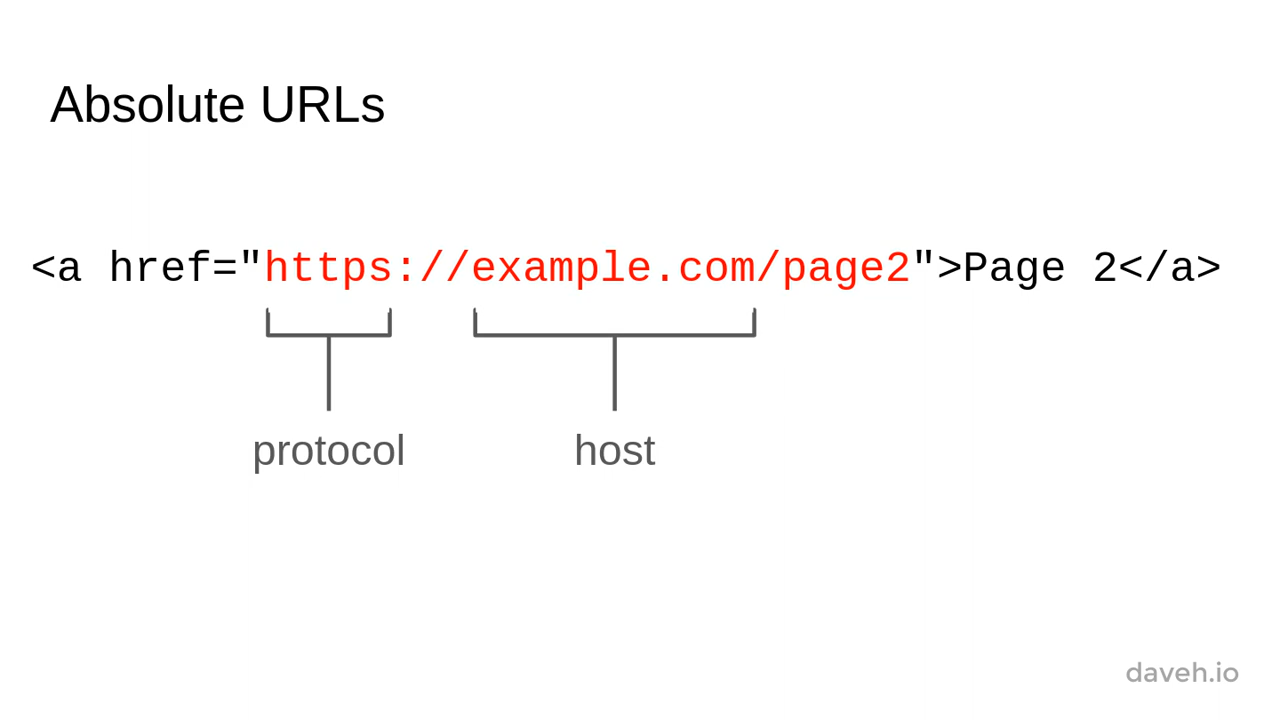 Absolute URLs
<a href="https://example.com/page2">Page 2</a>
protocol host
daveh.io